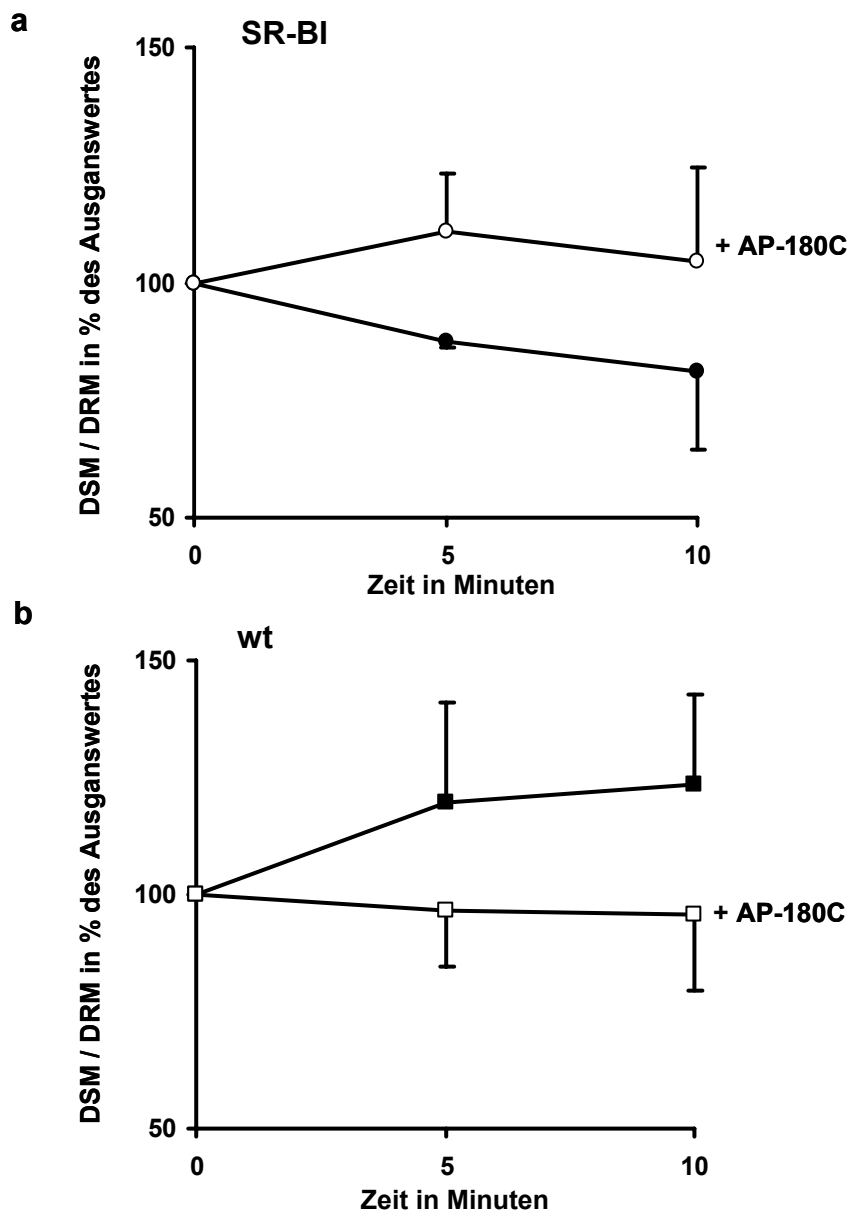 a
SR-BI
DSM / DRM in % des Ausganswertes
150
100
50
+ AP-180C
0 5 10
Zeit in Minuten
b
wt
DSM / DRM in % des Ausganswertes
150
100
50
+ AP-180C
0 5 10
Zeit in Minuten